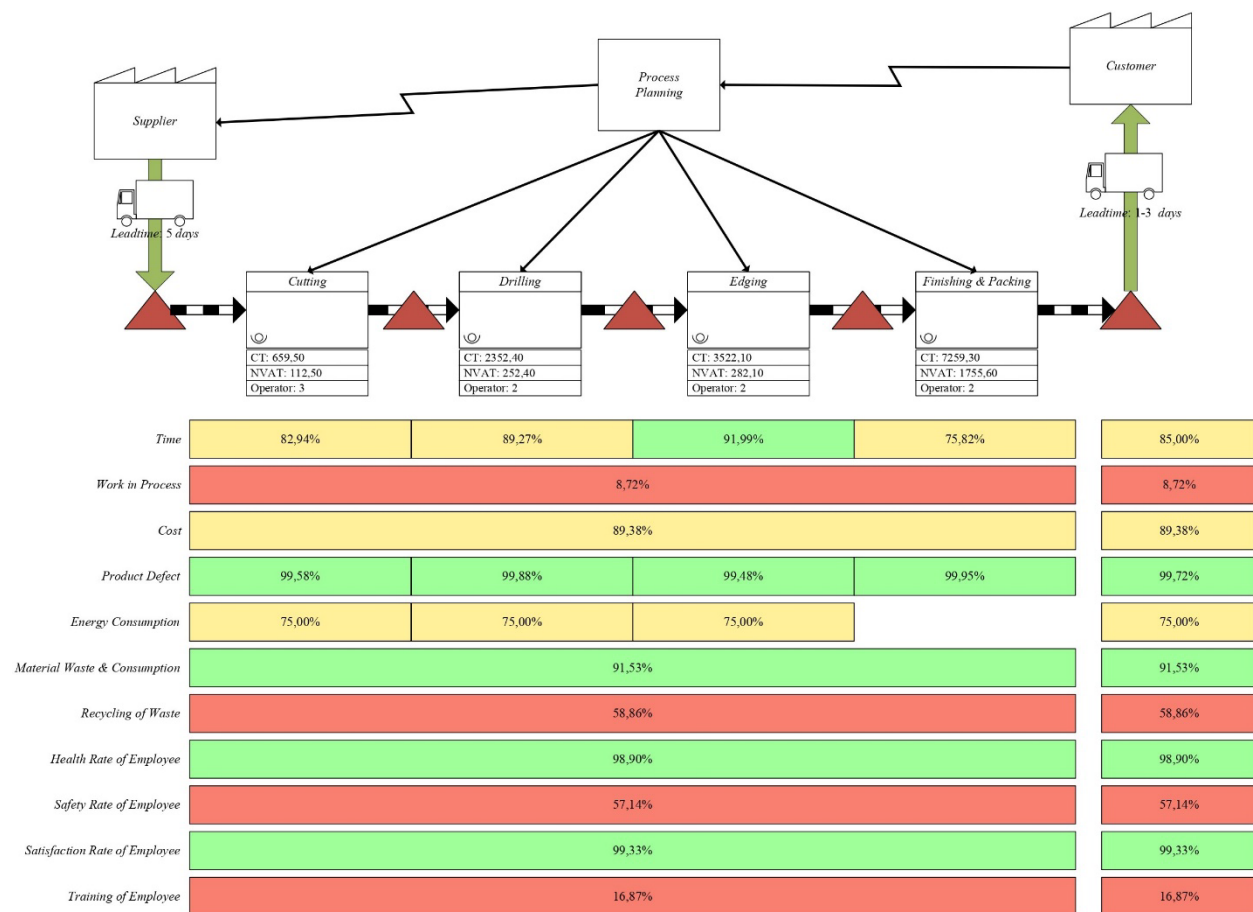 Customer
Process
Planning
Supplier
Leadtime: 5 days
Leadtime: 1-3 days
Cutting
Drilling
Edging
Finishing & Packing
CT: 659,50
NVAT: 112,50
Operator: 3
CT: 2352,40
NVAT: 252,40
Operator: 2
CT: 3522,10
NVAT: 282,10
Operator: 2
CT: 7259,30
NVAT: 1755,60
Operator: 2
Time 82,94% 89,27% 91,99% 75,82% 85,00%
Work in Process 8,72% 8,72%
Cost 89,38% 89,38%
Product Defect 99,58% 99,88% 99,48% 99,95% 99,72%
Energy Consumption 75,00% 75,00% 75,00% 75,00%
Material Waste & Consumption 91,53% 91,53%
Recycling of Waste 58,86% 58,86%
Health Rate of Employee 98,90% 98,90%
Safety Rate of Employee 57,14% 57,14%
Satisfaction Rate of Employee 99,33% 99,33%
Training of Employee 16,87% 16,87%